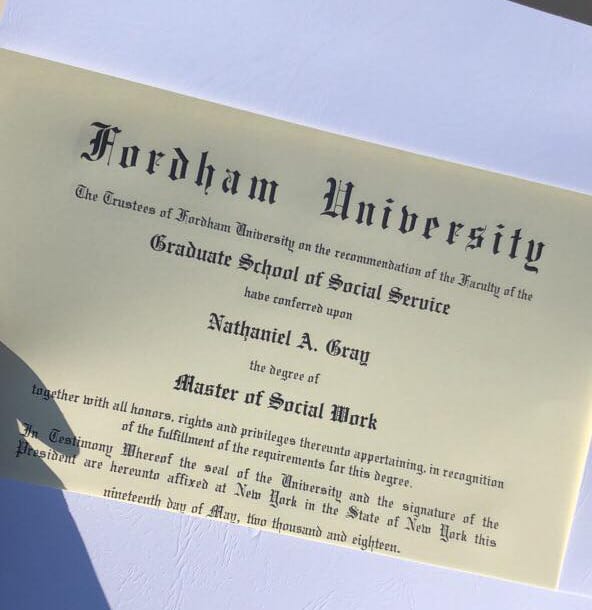 Fordham University
The Trustees of Fordham University on the recommendation of the Faculty of the
Graduate School of Social Service
have conferred upon
Nathaniel A. Gray
the degree of
Master of Social Work
together with all honors, rights and privileges thereunto appertaining, in recognition
of the fulfillment of the requirements for this degree.
In Testimony Whereof the seal of the University and the signature of the
President are hereunto affixed at New York in the State of New York this
nineteenth day of May, two thousand and eighteen.